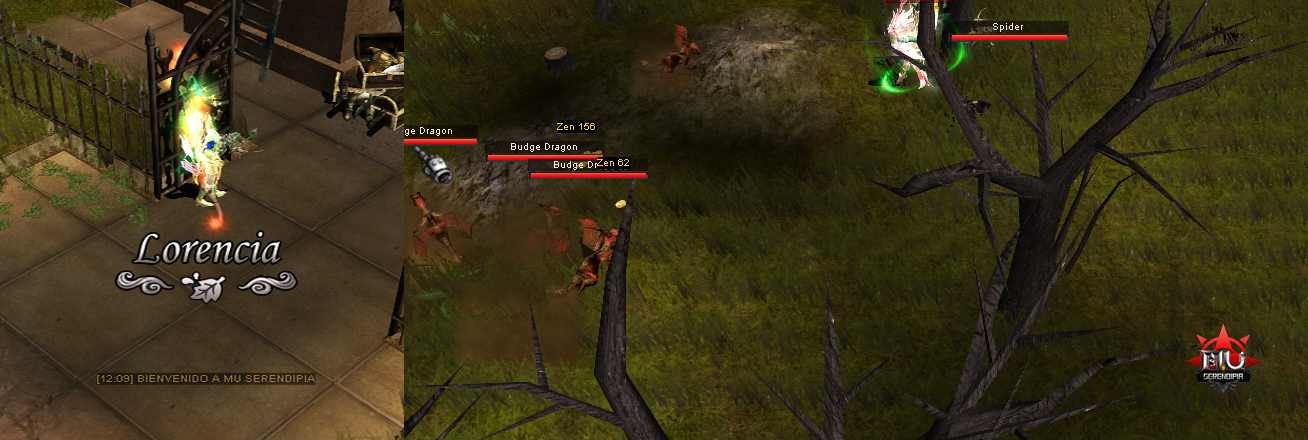 Spider
Zen 156
ge Dragon
Budge Dragon
Zen 62
Budge Dr
Lorencia
[12:09] BIENVENIDO A MU SERENDIPIA
MU
SERENDIPIA